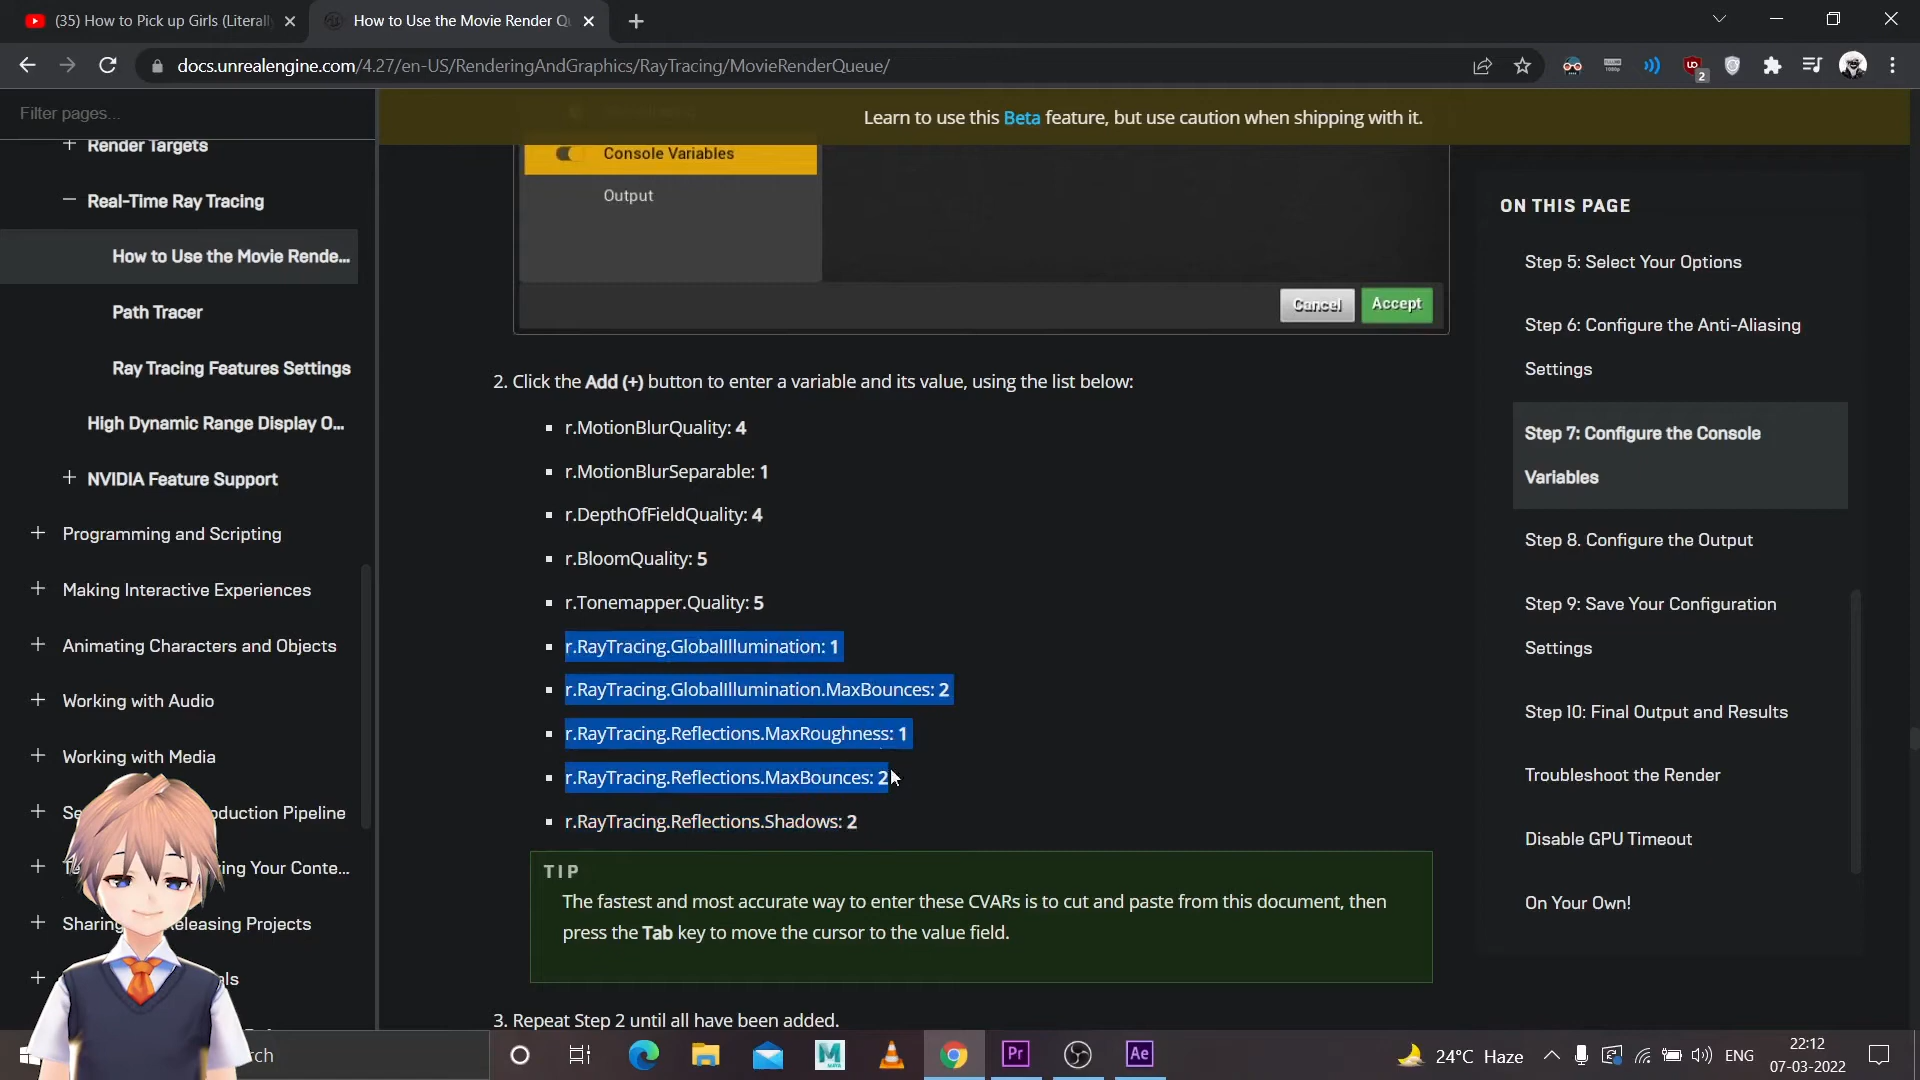 (35) How to Pick up Girls (Literall
How to Use the Movie Render Q
docs.unrealengine.com/4.27/en-US/RenderingAndGraphics/RayTracing/MovieRenderQueue/
2
Filter pages...
Render Targets
Real-Time Ray Tracing
How to Use the Movie Rende...
Path Tracer
Ray Tracing Features Settings
High Dynamic Range Display O...
NVIDIA Feature Support
Programming and Scripting
Making Interactive Experiences
Animating Characters and Objects
Working with Audio
Working with Media
oduction Pipeline
ing Your Conte...
Sharing
eleasing Projects
ls
Learn to use this Beta feature, but use caution when shipping with it.
Console Variables
Output
Cancel
Accept
2. Click the Add (+) button to enter a variable and its value, using the list below:
r.MotionBlurQuality: 4
r.MotionBlurSeparable: 1
r.DepthOfFieldQuality: 4
r.BloomQuality: 5
r.Tonemapper.Quality: 5
r.RayTracing.GlobalIllumination: 1
r.RayTracing.GlobalIllumination.MaxBounces: 2
r.RayTracing.Reflections.MaxRoughness: 1
r.RayTracing.Reflections.MaxBounces: 2
r.RayTracing.Reflections.Shadows: 2
TIP
The fastest and most accurate way to enter these CVARs is to cut and paste from this document, then
press the Tab key to move the cursor to the value field.
3. Repeat Step 2 until all have been added.
ON THIS PAGE
Step 5: Select Your Options
Step 6: Configure the Anti-Aliasing
Settings
Step 7: Configure the Console
Variables
Step 8. Configure the Output
Step 9: Save Your Configuration
Settings
Step 10: Final Output and Results
Troubleshoot the Render
Disable GPU Timeout
On Your Own!
rch
M
Pr
Ae
24°C Haze
ENG
22:12
07-03-2022